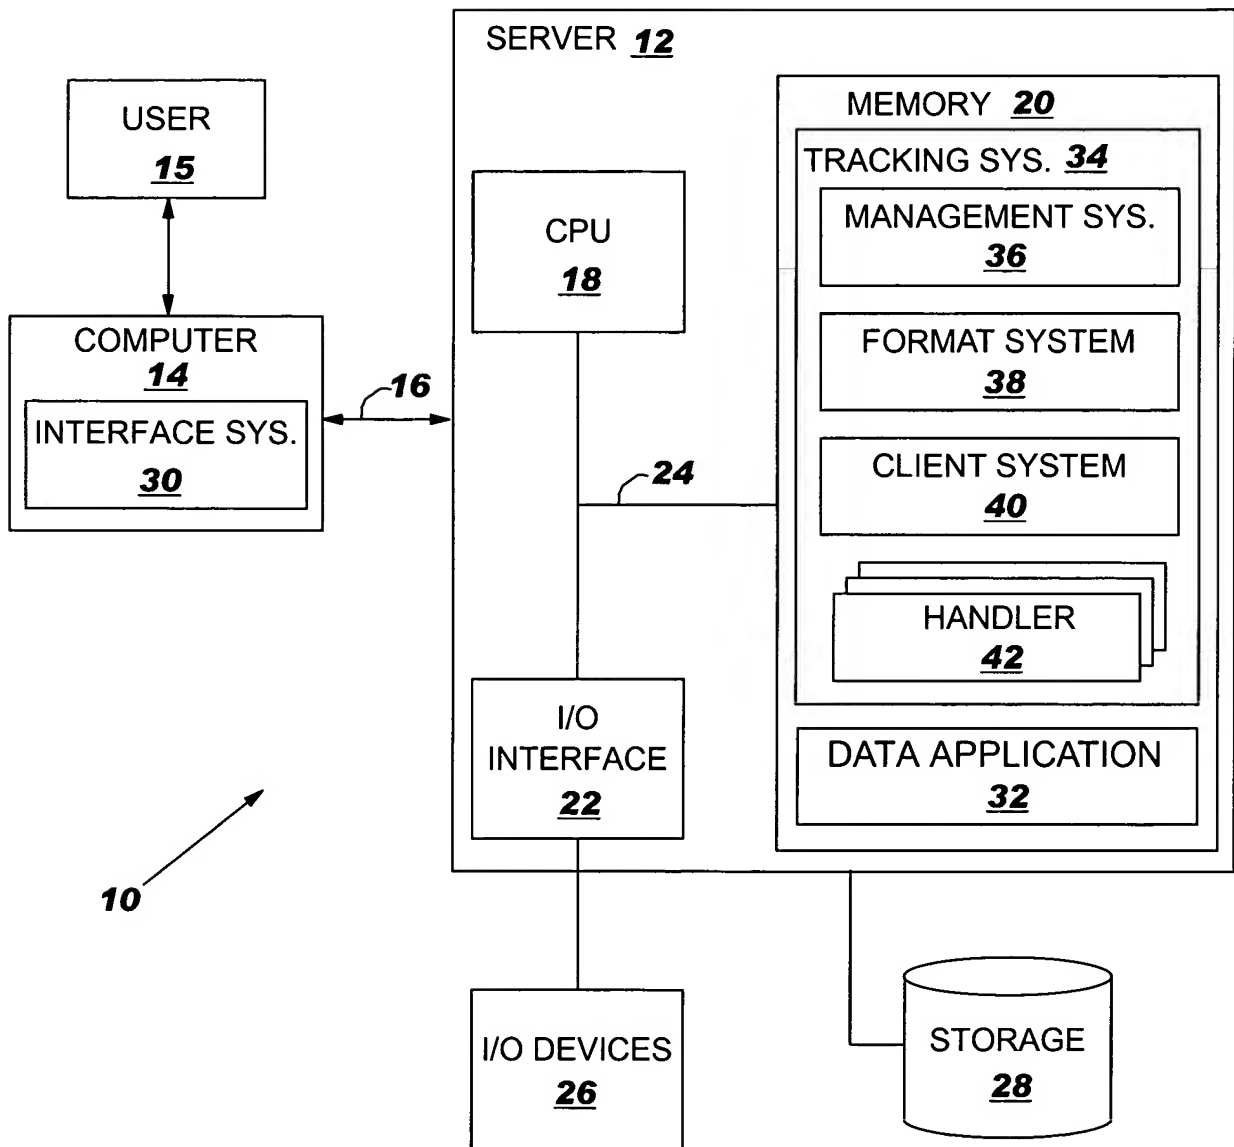 SERVER 12
USER
15
MEMORY 20
TRACKING SYS. 34
MANAGEMENT SYS.
36
CPU
18
COMPUTER
14
16
INTERFACE SYS.
30
FORMAT SYSTEM
38
CLIENT SYSTEM
40
24
HANDLER
42
I/O
INTERFACE
22
DATA APPLICATION
32
10
I/O DEVICES
26
STORAGE
28